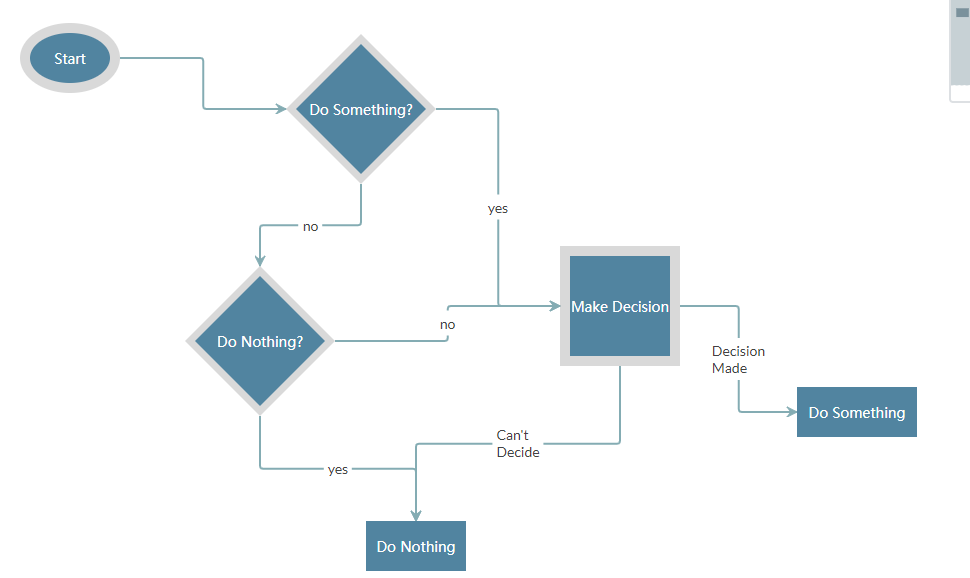 Start
Do Something?
yes
no
Make Decision
no
Do Nothing?
Decision
Made
Do Something
Can't
Decide
yes
Do Nothing